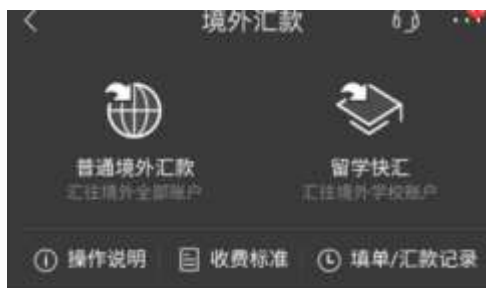 境外汇款
普通境外汇款 留学快汇
汇往境外全部账户 汇往境外学校账户
操作说明 收费标准 填单/汇款记录